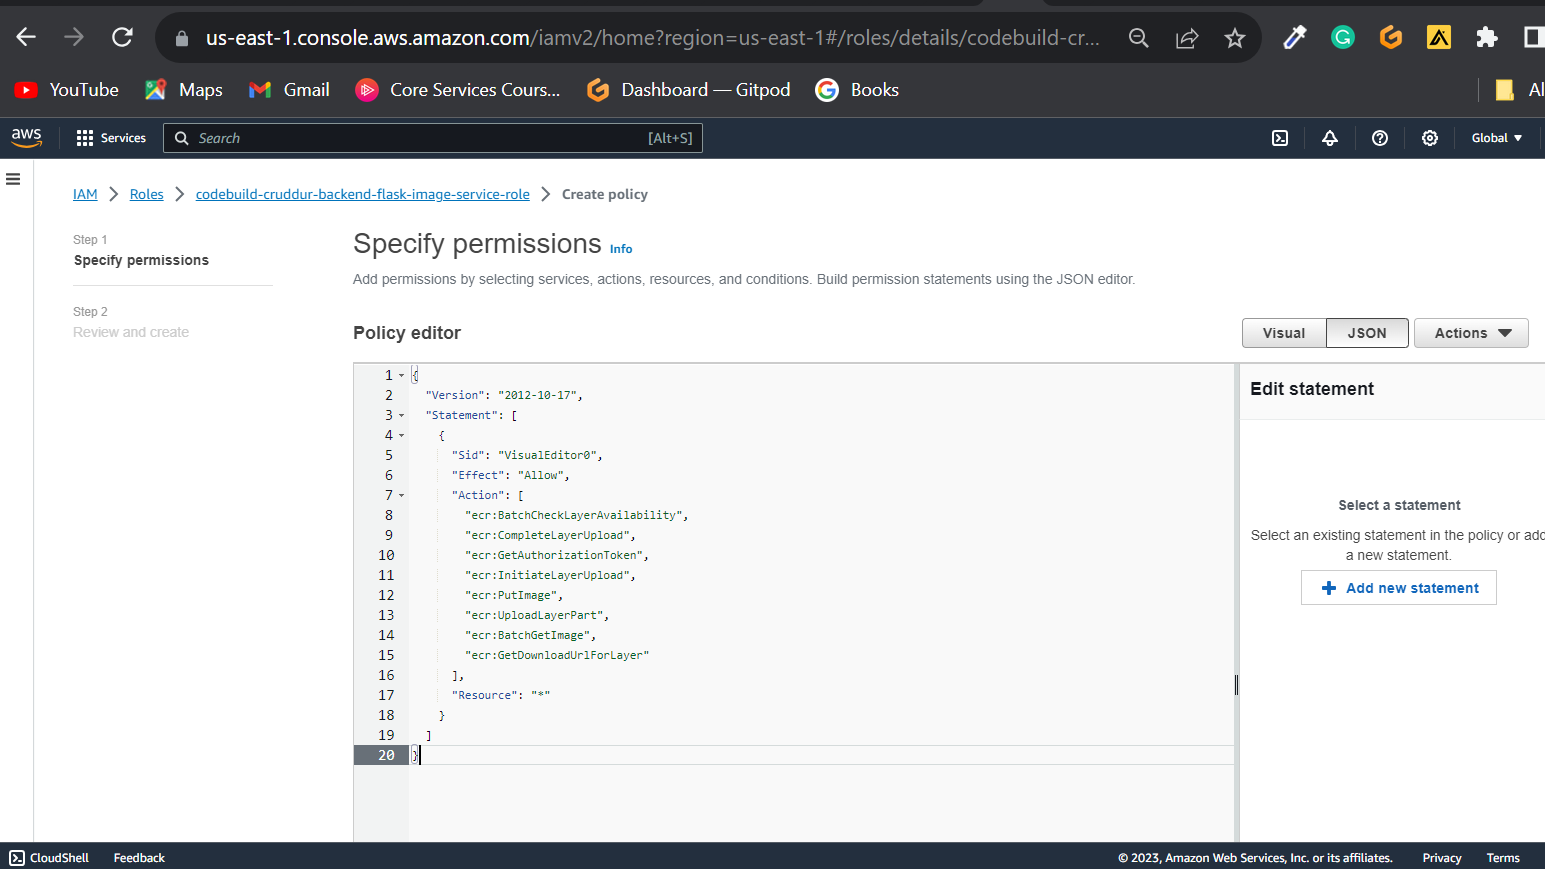 us-east-1.console.aws.amazon.com/iamv2/home?region=us-east-1#/roles/details/codebuild-cr...
YouTube Maps Gmail Core Services Cours... Dashboard — Gitpod Books Al
aws Services Search [Alt+S] Global
IAM Roles codebuild-cruddur-backend-flask-image-service-role Create policy
Step 1
Specify permissions
Step 2
Review and create
Specify permissions Info
Add permissions by selecting services, actions, resources, and conditions. Build permission statements using the JSON editor.
Policy editor
Visual JSON Actions
1 {
2 "Version": "2012-10-17",
3 "Statement": [
4 {
5 "Sid": "VisualEditor0",
6 "Effect": "Allow",
7 "Action": [
8 "ecr:BatchCheckLayerAvailability",
9 "ecr:CompleteLayerUpload",
10 "ecr:GetAuthorizationToken",
11 "ecr:InitiateLayerUpload",
12 "ecr:PutImage",
13 "ecr:UploadLayerPart",
14 "ecr:BatchGetImage",
15 "ecr:GetDownloadUrlForLayer"
16 ],
17 "Resource": "*"
18 }
19 ]
20 }
Edit statement
Select a statement
Select an existing statement in the policy or add
a new statement.
+ Add new statement
CloudShell Feedback © 2023, Amazon Web Services, Inc. or its affiliates. Privacy Terms